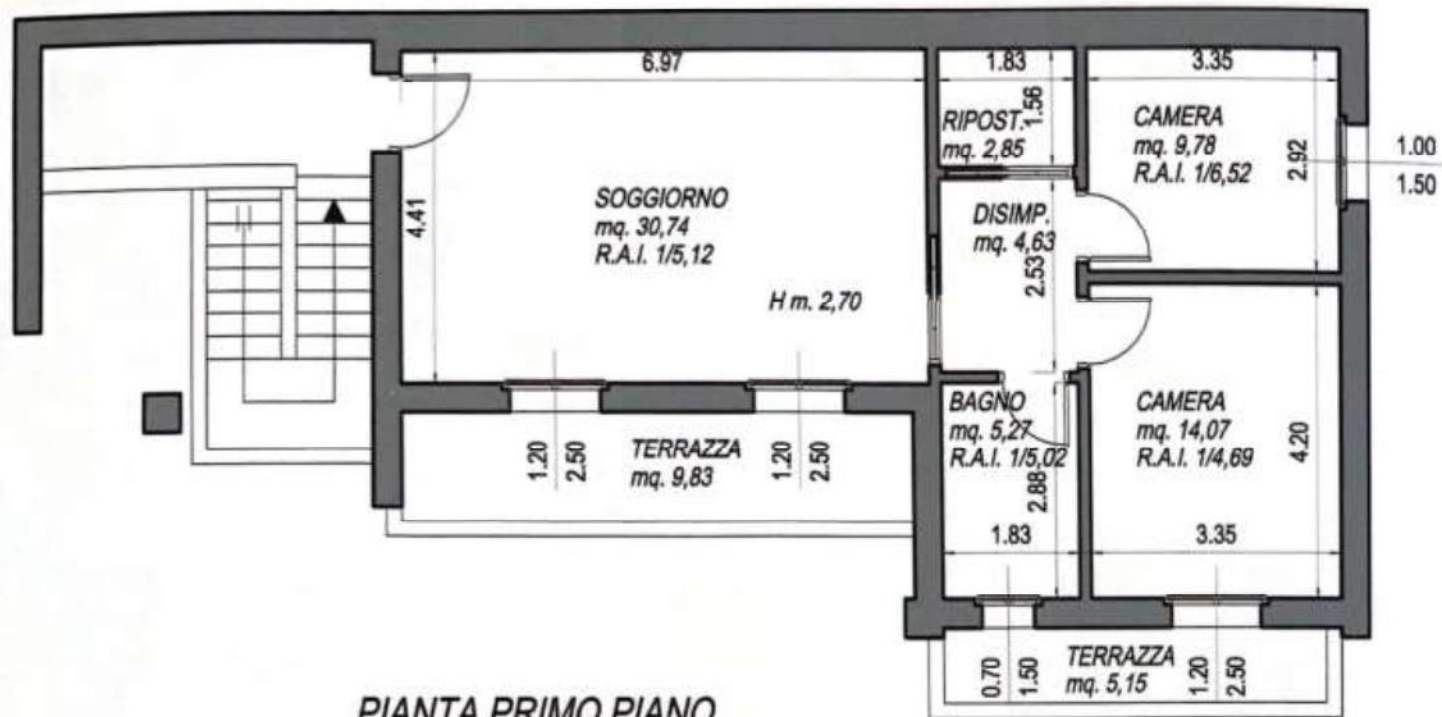 6.97
1.83
3.35
1.56
RIPOST.
mq. 2,85
CAMERA
mq. 9,78
R.A.I. 1/6,52
2.92
1.00
1.50
4.41
SOGGIORNO
mq. 30,74
R.A.I. 1/5,12
H m. 2,70
DISIMP.
mq. 4,63
2.53
BAGNO
mq. 5,27
R.A.I. 1/5,02
2.88
1.83
CAMERA
mq. 14,07
R.A.I. 1/4,69
4.20
3.35
1.20
2.50
TERRAZZA
mq. 9,83
1.20
2.50
0.70
1.50
TERRAZZA
mq. 5,15
1.20
2.50
PIANTA PRIMO PIANO